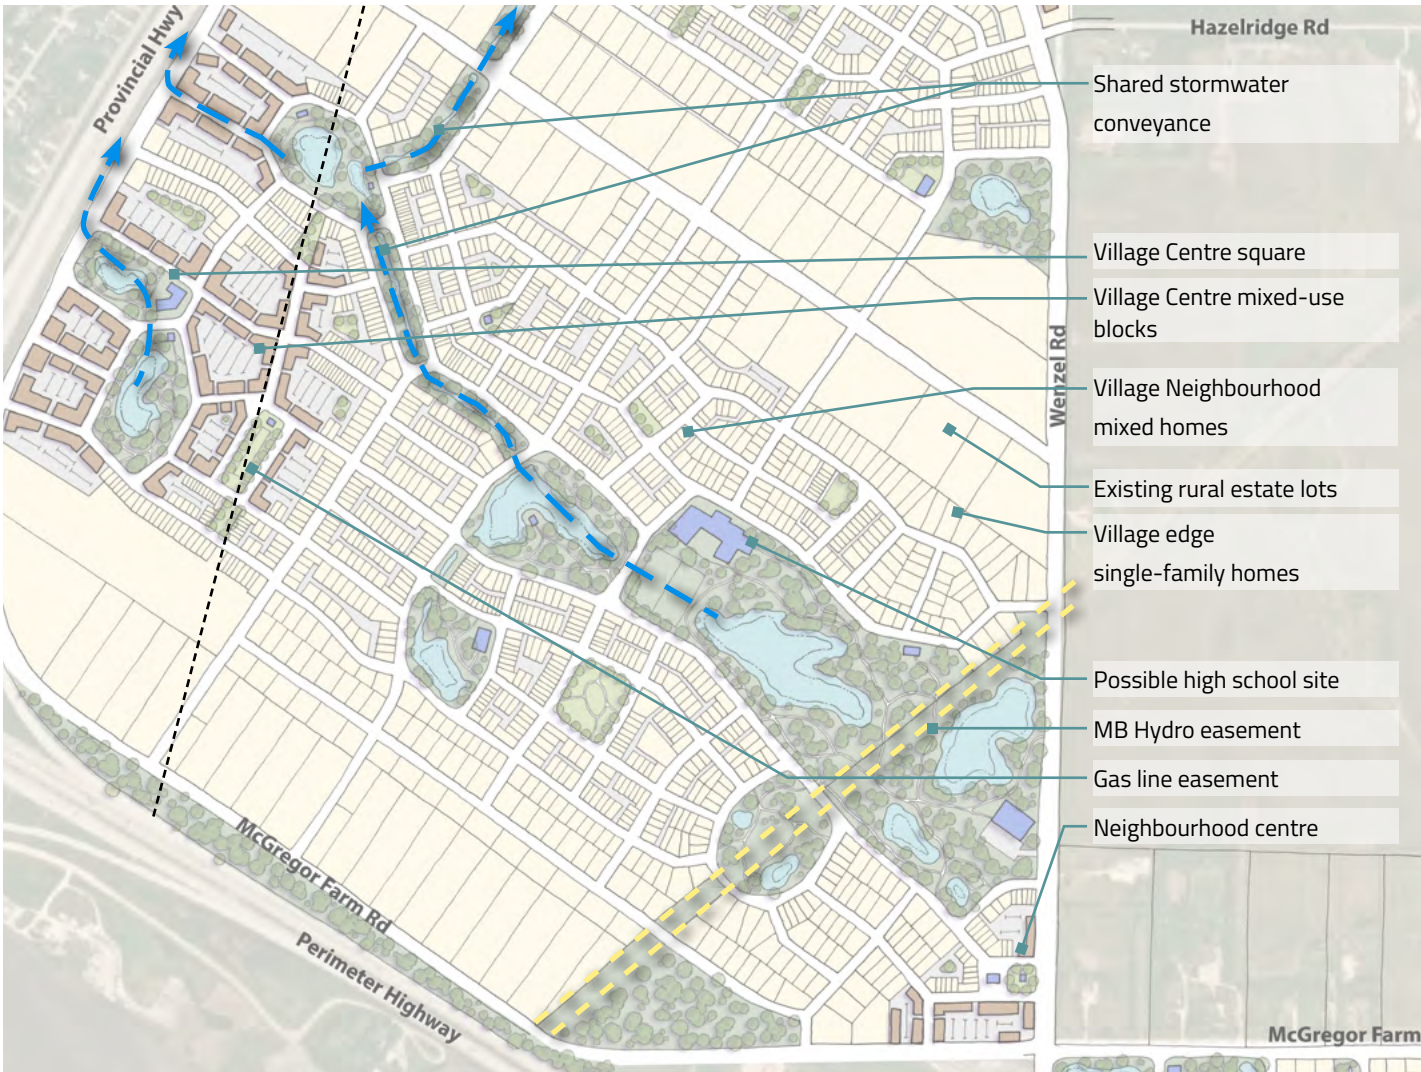 Hazelridge Rd
Provincial Hwy
Shared stormwater
conveyance
Village Centre square
Village Centre mixed-use
blocks
Wenzel Rd
Village Neighbourhood
mixed homes
Existing rural estate lots
Village edge
single-family homes
Possible high school site
MB Hydro easement
Gas line easement
Neighbourhood centre
McGregor Farm Rd
Perimeter Highway
McGregor Farm